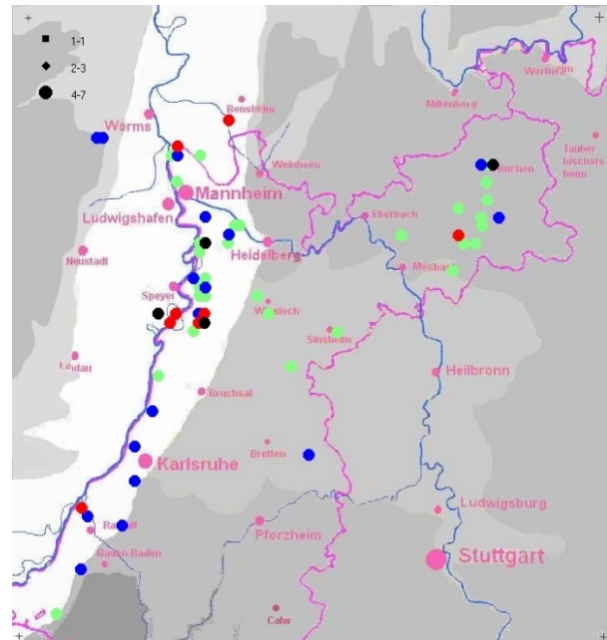 1-1
2-3
4-7
Wertheim
Miltenberg
Bensheim
Worms
Tauber
bischofs
heim
Weinheim
Buchen
Mannheim
Ludwigshafen
Eberbach
Heidelberg
Neustadt
Mosbach
Speyer
Wiesloch
Sinsheim
Landau
Heilbronn
Bruchsal
Bretten
Karlsruhe
Ludwigsburg
Rastatt
Pforzheim
Baden-Baden
Stuttgart
Calw